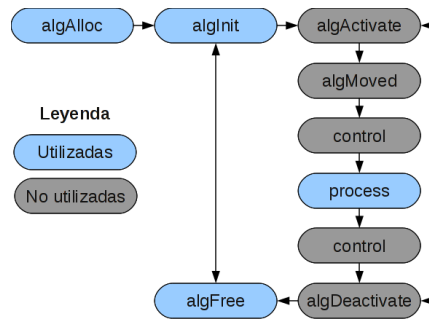 algAlloc
algInit
algActivate
algMoved
Leyenda
control
Utilizadas
process
No utilizadas
control
algFree
algDeactivate